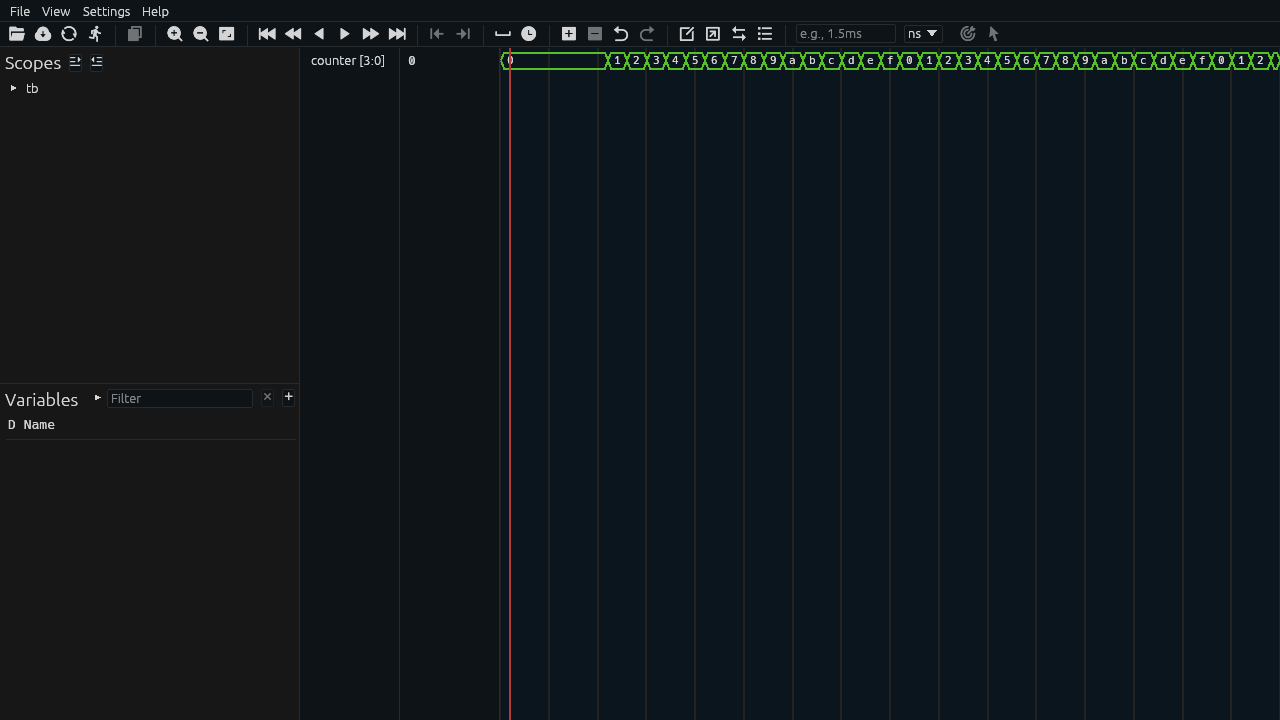 File View Settings Help
e.g., 1.5ms ns
Scopes
tb
counter [3:0] 0 0 1 2 3 4 5 6 7 8 9 a b c d e f 0 1 2 3 4 5 6 7 8 9 a b c d e f 0 1 2
Variables Filter × +
D Name